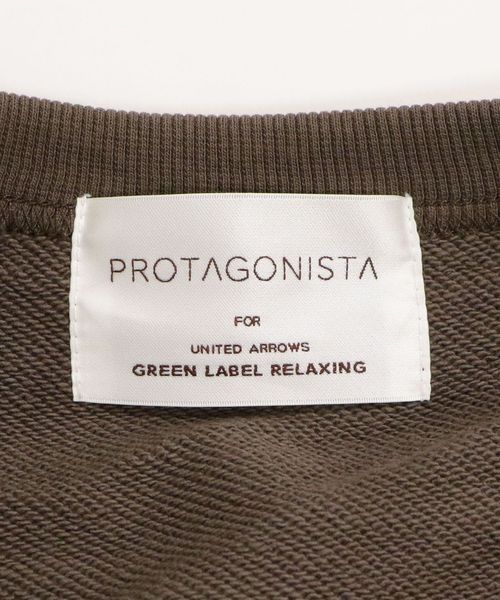 PROTAGONISTA
FOR
UNITED ARROWS
GREEN LABEL RELAXING